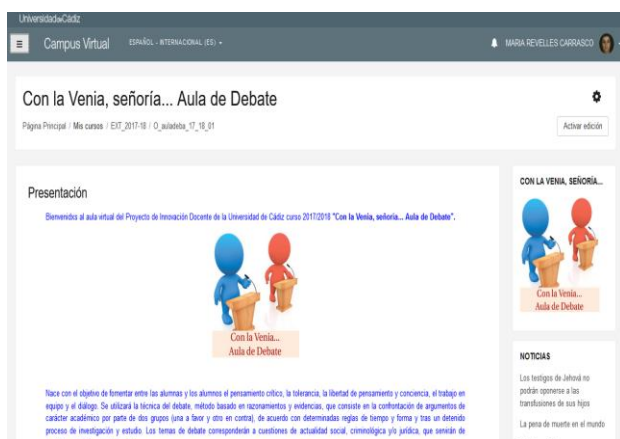 Universidad de Cádiz
Campus Virtual
ESPAÑOL - INTERNACIONAL (ES)
MARIA REVELLES CARRASCO
Con la Venia, señoría... Aula de Debate
Página Principal / Mis cursos / EXT_2017-18 / O_auladeba_17_18_01
Activar edición
Presentación
Bienvenidxs al aula virtual del Proyecto de Innovación Docente de la Universidad de Cádiz curso 2017/2018 "Con la Venia, señoria... Aula de Debate".
Con la Venia...
Aula de Debate
Nace con el objetivo de fomentar entre las alumnas y los alumnos el pensamiento crítico, la tolerancia, la libertad de pensamiento y conciencia, el trabajo en
equipo y el diálogo. Se utilizará la técnica del debate, método basado en razonamientos y evidencias, que consiste en la confrontación de argumentos de
carácter académico por parte de dos grupos (una a favor y otro en contra), de acuerdo con determinadas reglas de tiempo y forma y tras un detenido
proceso de investigación y estudio. Los temas de debate corresponderán a cuestiones de actualidad social, criminológica y/o jurídica, que servirán de
CON LA VENIA, SEÑORÍA...
Con la Venia...
Aula de Debate
NOTICIAS
Los testigos de Jehová no
podrán oponerse a las
transfusiones de sus hijos
La pena de muerte en el mundo